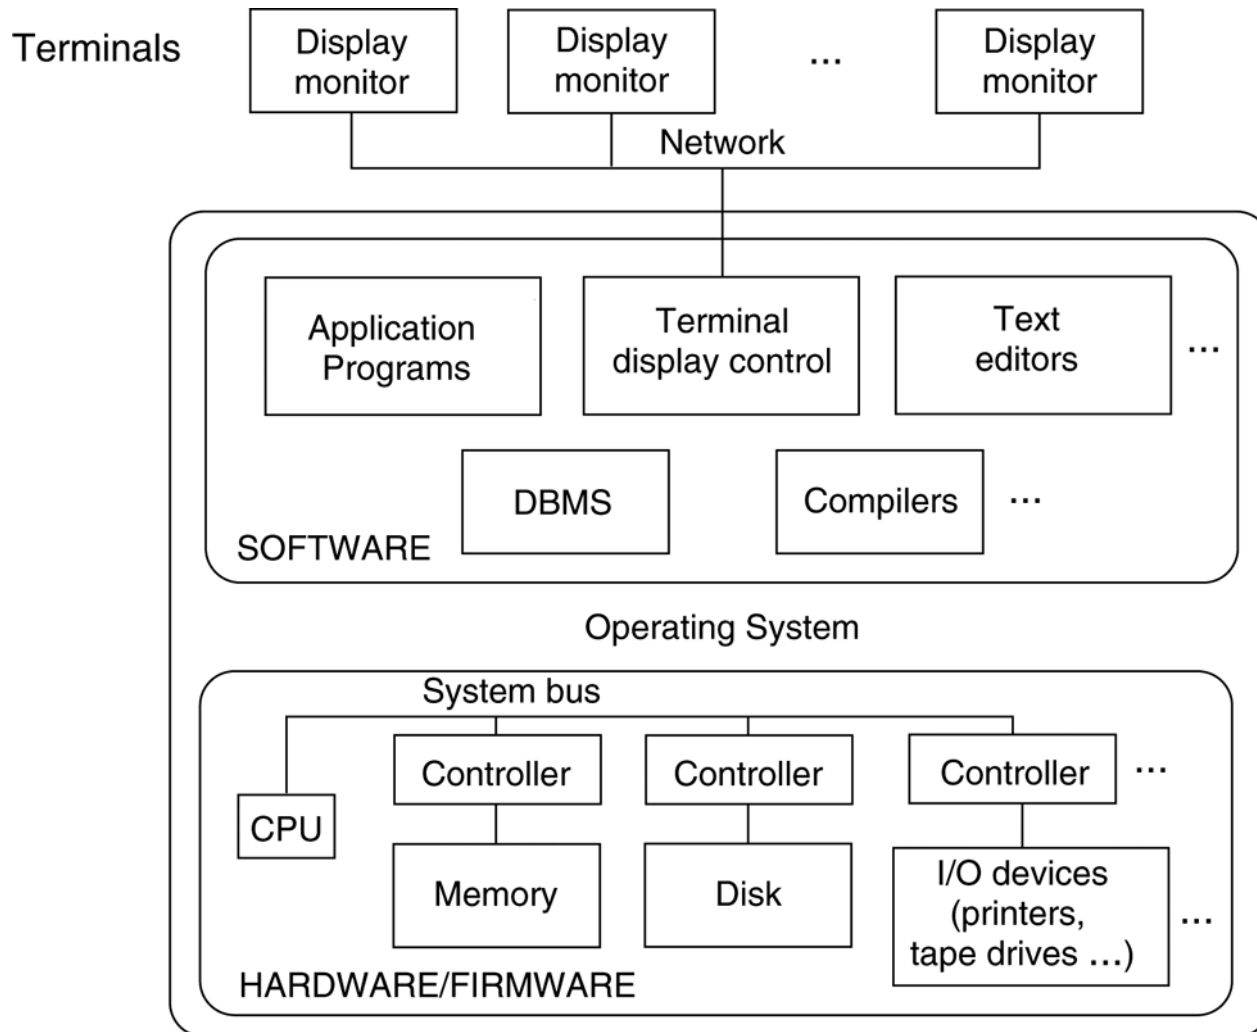 Terminals
Display
monitor
Display
monitor
...
Display
monitor
Network
Application
Programs
Terminal
display control
Text
editors
...
DBMS
Compilers
...
SOFTWARE
Operating System
System bus
Controller
Controller
Controller
...
CPU
Memory
Disk
I/O devices
(printers,
tape drives ...)
...
HARDWARE/FIRMWARE